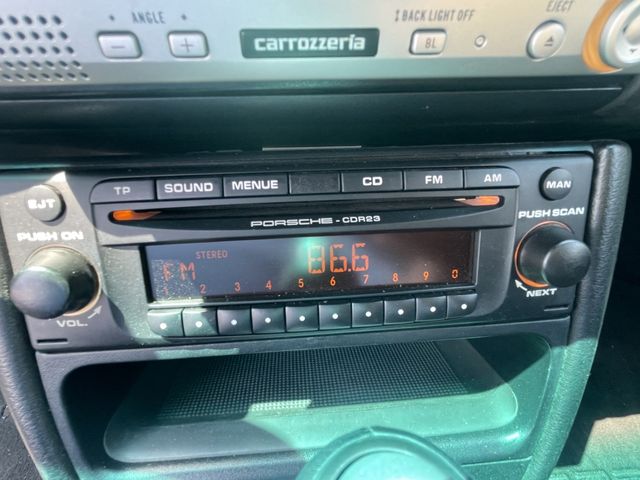 ANGLE
I BACK LIGHT OFF
EJECT
carrozzeria
BL
TP SOUND MENUE CD FM AM
EJT
MAN
PUSH ON
PORSCHE-CDR23
PUSH SCAN
STEREO
FM 86.6
1 2 3 4 5 6 7 8 9 0
VOL.
NEXT